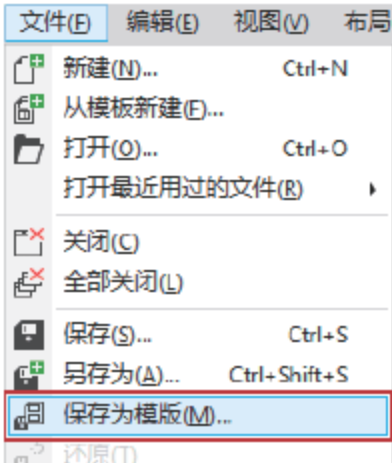 文件(F) 编辑(E) 视图(V) 布局
新建(N)... Ctrl+N
从模板新建(F)...
打开(O)... Ctrl+O
打开最近用过的文件(R)
关闭(C)
全部关闭(L)
保存(S)... Ctrl+S
另存为(A)... Ctrl+Shift+S
保存为模版(M)...
还原(T)